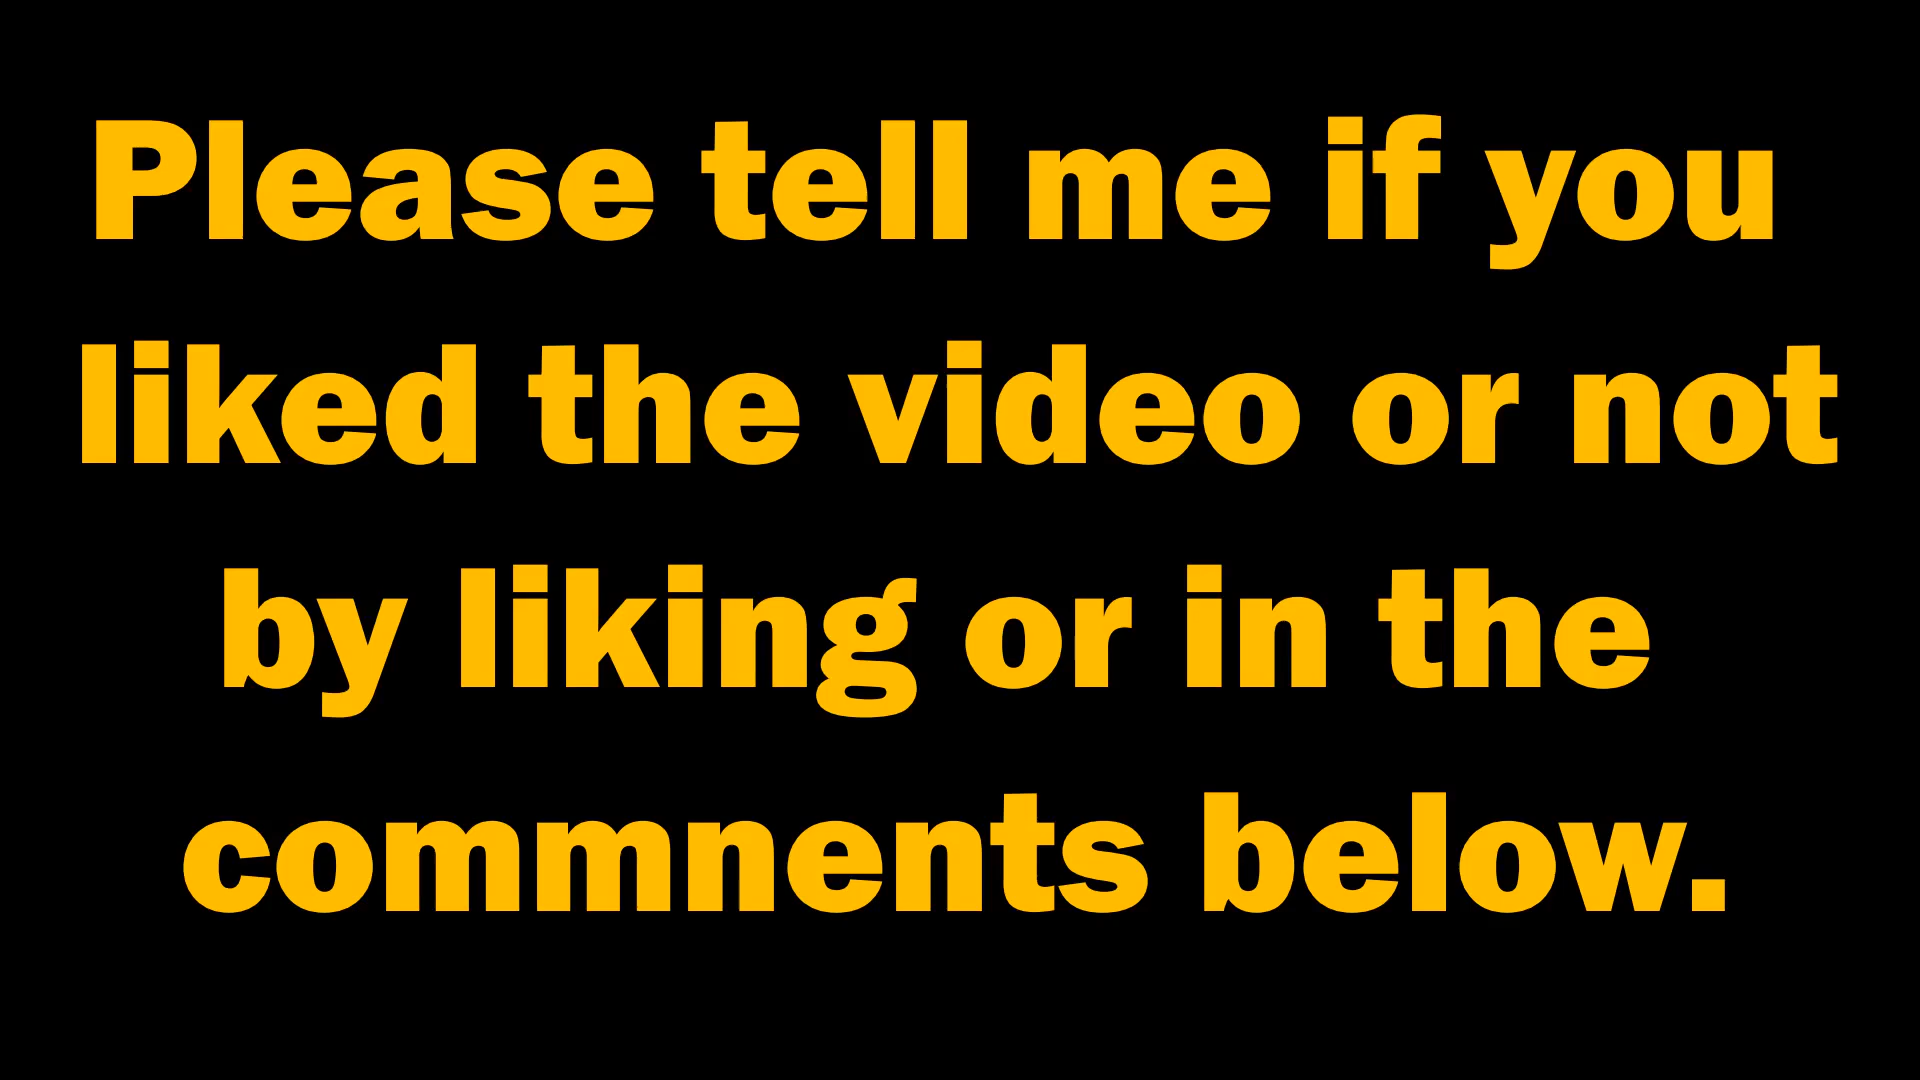 Please tell me if you
liked the video or not
by liking or in the
commnents below.